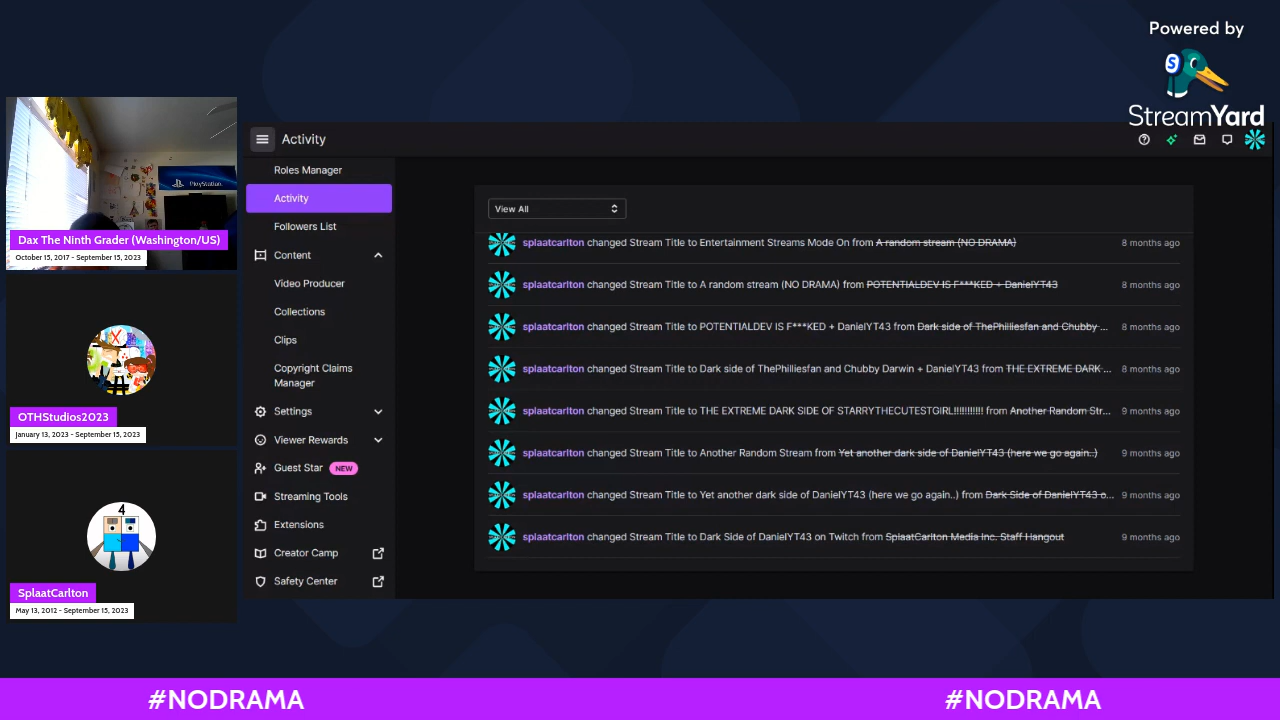 Powered by
StreamYard
PlayStation
Dax The Ninth Grader (Washington/US)
October 15, 2017 - September 15, 2023
OTHStudios2023
January 13, 2023 - September 15, 2023
4
SplaatCarlton
May 13, 2012 - September 15, 2023
Activity
Roles Manager
Activity
Followers List
Content
Video Producer
Collections
Clips
Copyright Claims
Manager
Settings
Viewer Rewards
Guest Star NEW
Streaming Tools
Extensions
Creator Camp
Safety Center
View All
splaatcarlton changed Stream Title to Entertainment Streams Mode On from A random stream (NO DRAMA) 8 months ago
splaatcarlton changed Stream Title to A random stream (NO DRAMA) from POTENTIALDEV IS F***KED + DanielYT43 8 months ago
splaatcarlton changed Stream Title to POTENTIALDEV IS F***KED + DanielYT43 from Dark side of ThePhilliesfan and Chubby ... 8 months ago
splaatcarlton changed Stream Title to Dark side of ThePhilliesfan and Chubby Darwin + DanielYT43 from THE EXTREME DARK ... 8 months ago
splaatcarlton changed Stream Title to THE EXTREME DARK SIDE OF STARRYTHECUTESTGIRL!!!!!!!!!!! from Another Random Str... 9 months ago
splaatcarlton changed Stream Title to Another Random Stream from Yet another dark side of DanielYT43 (here we go again..) 9 months ago
splaatcarlton changed Stream Title to Yet another dark side of DanielYT43 (here we go again..) from Dark Side of DanielYT43 o... 9 months ago
splaatcarlton changed Stream Title to Dark Side of DanielYT43 on Twitch from SplaatCarlton Media Inc. Staff Hangout 9 months ago
#NODRAMA #NODRAMA